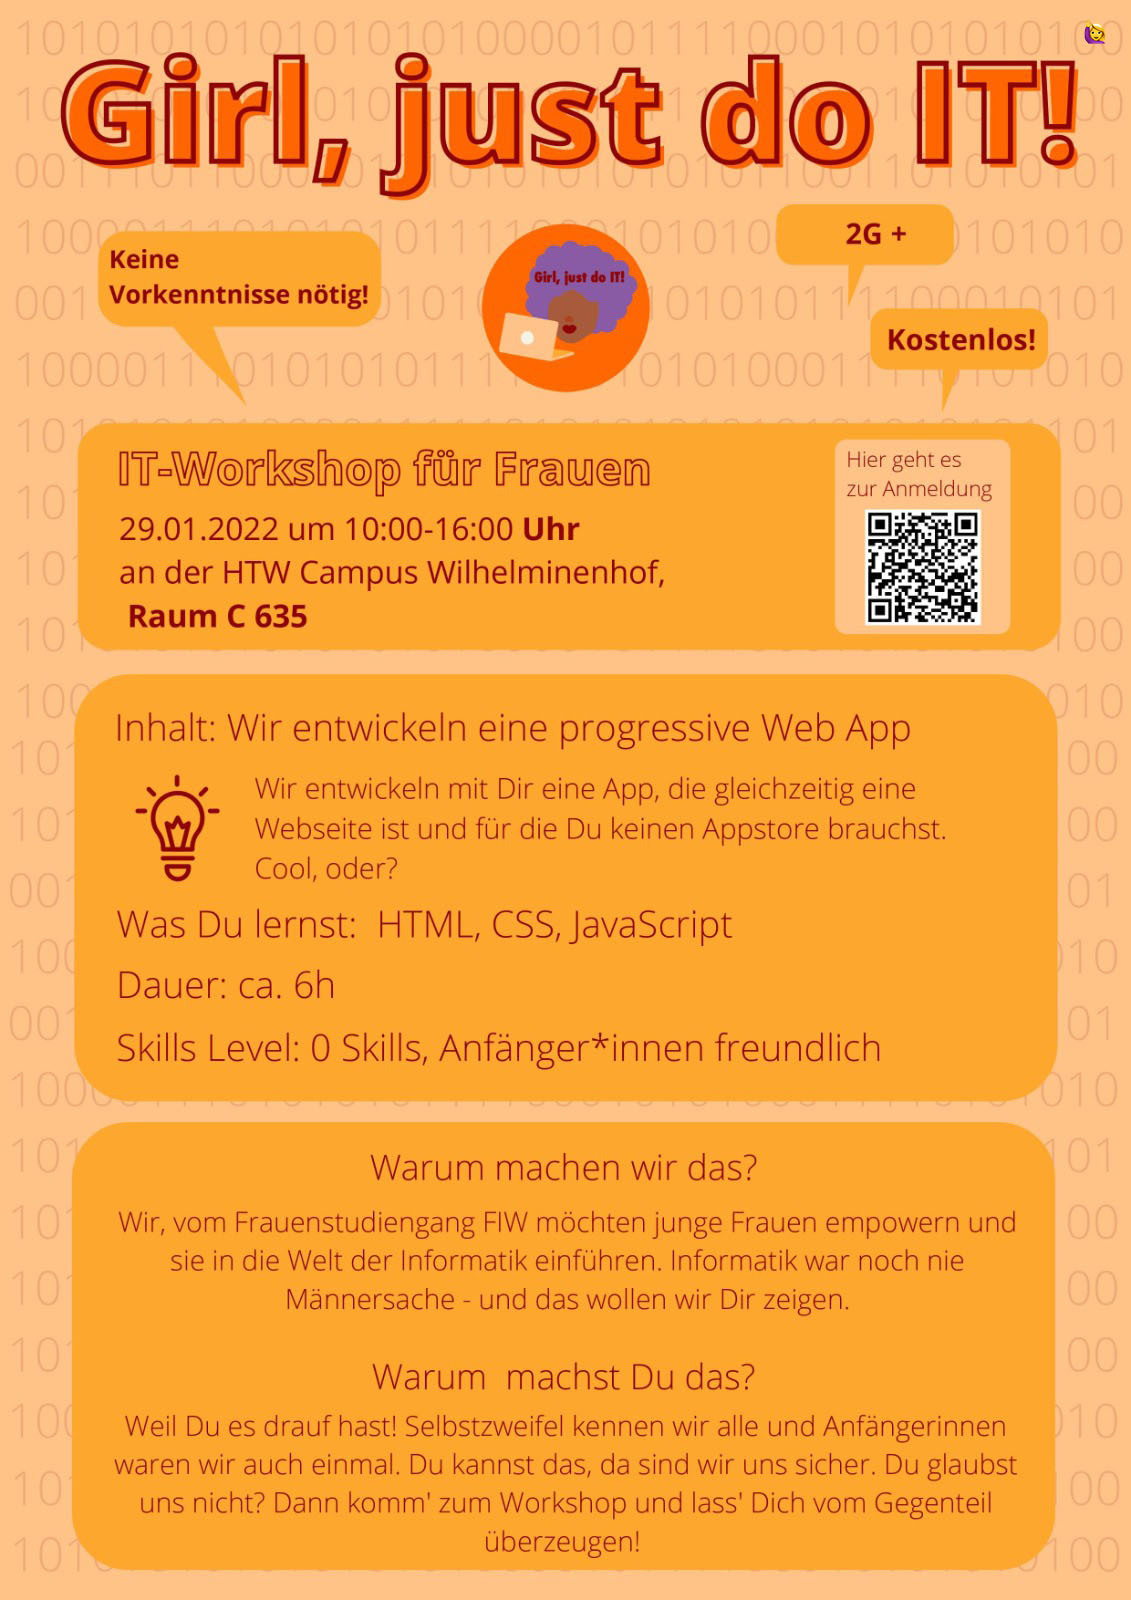 Girl, just do IT!
Keine
Vorkenntnisse nötig!
Girl, just do IT!
2G +
Kostenlos!
IT-Workshop für Frauen
29.01.2022 um 10:00-16:00 Uhr
an der HTW Campus Wilhelminenhof,
Raum C 635
Hier geht es
zur Anmeldung
Inhalt: Wir entwickeln eine progressive Web App
Wir entwickeln mit Dir eine App, die gleichzeitig eine
Webseite ist und für die Du keinen Appstore brauchst.
Cool, oder?
Was Du lernst: HTML, CSS, JavaScript
Dauer: ca. 6h
Skills Level: 0 Skills, Anfänger*innen freundlich
Warum machen wir das?
Wir, vom Frauenstudiengang FIW möchten junge Frauen empowern und
sie in die Welt der Informatik einführen. Informatik war noch nie
Männersache - und das wollen wir Dir zeigen.
Warum machst Du das?
Weil Du es drauf hast! Selbstzweifel kennen wir alle und Anfängerinnen
waren wir auch einmal. Du kannst das, da sind wir uns sicher. Du glaubst
uns nicht? Dann komm' zum Workshop und lass' Dich vom Gegenteil
überzeugen!